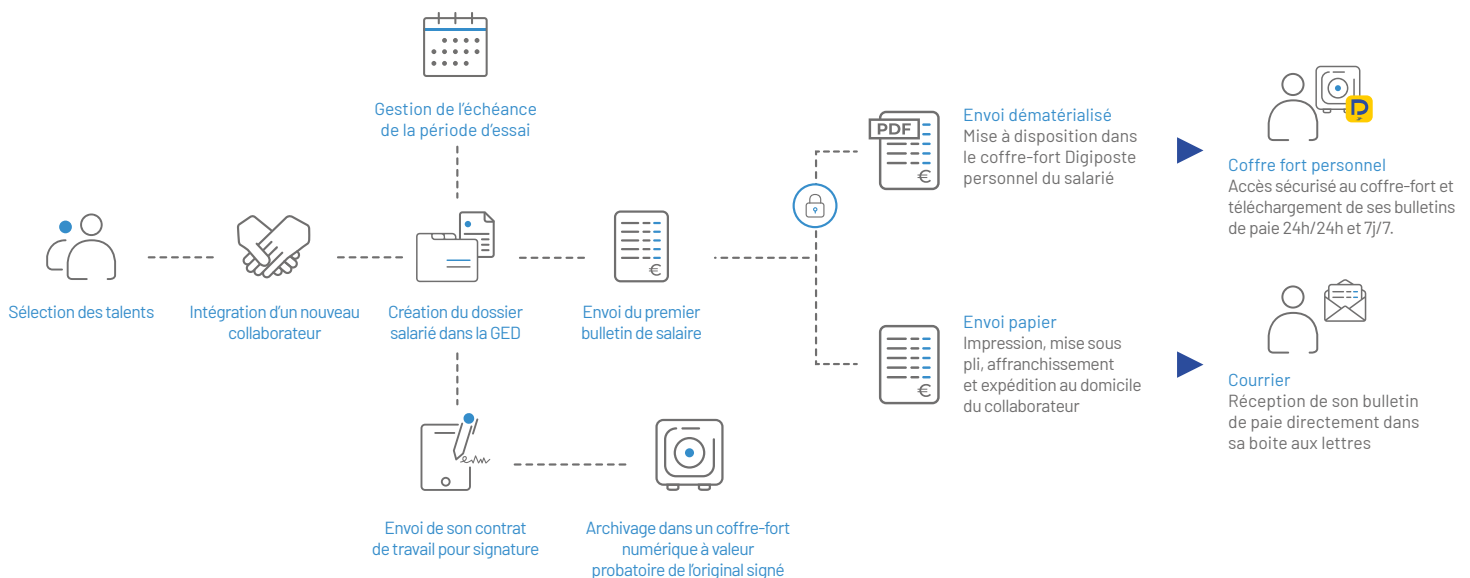 Gestion de l'échéance
de la période d'essai
Sélection des talents
Intégration d'un nouveau
collaborateur
Création du dossier
salarié dans la GED
Envoi du premier
bulletin de salaire
€
Envoi de son contrat
de travail pour signature
Archivage dans un coffre-fort
numérique à valeur
probatoire de l'original signé
PDF
€
Envoi dématérialisé
Mise à disposition dans
le coffre-fort Digiposte
personnel du salarié
Coffre fort personnel
Accès sécurisé au coffre-fort et
téléchargement de ses bulletins
de paie 24h/24h et 7j/7.
€
Envoi papier
Impression, mise sous
pli, affranchissement
et expédition au domicile
du collaborateur
Courrier
Réception de son bulletin
de paie directement dans
sa boite aux lettres